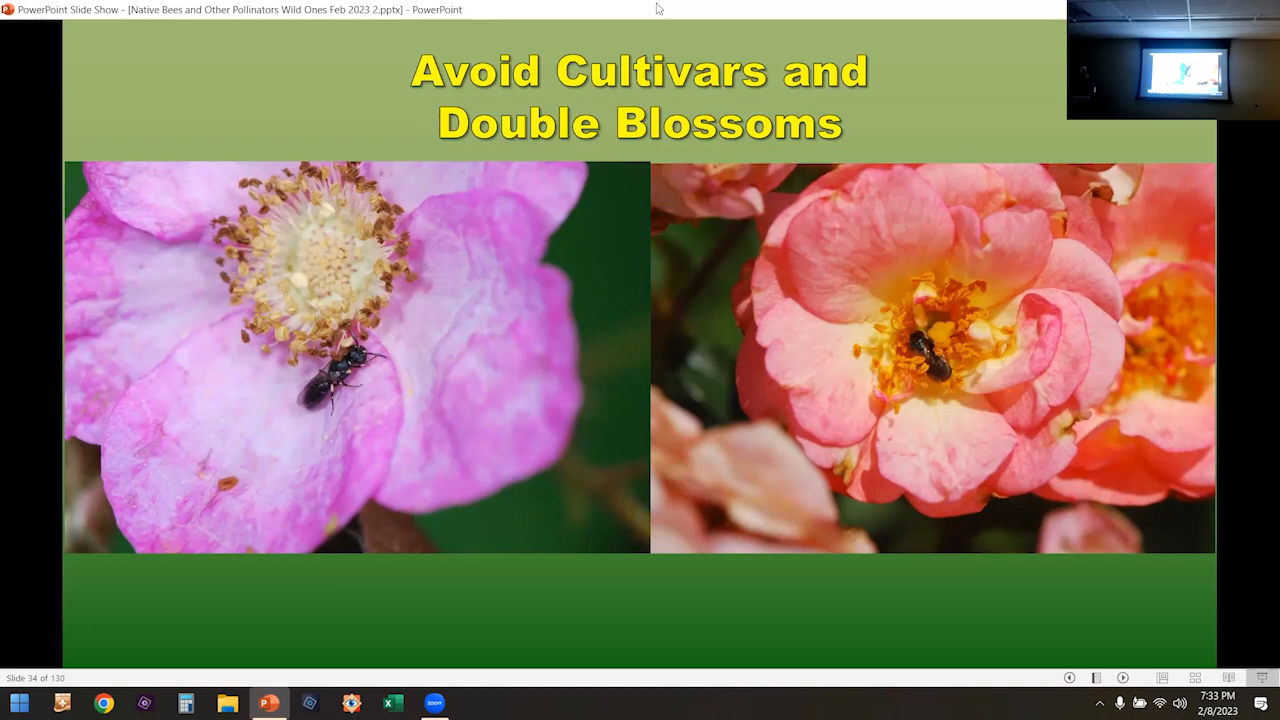 PowerPoint Slide Show - [Native Bees and Other Pollinators Wild Ones Feb 2023 2.pptx] - PowerPoint
Avoid Cultivars and
Double Blossoms
Slide 34 of 130
zoom
7:33 PM
2/8/2023